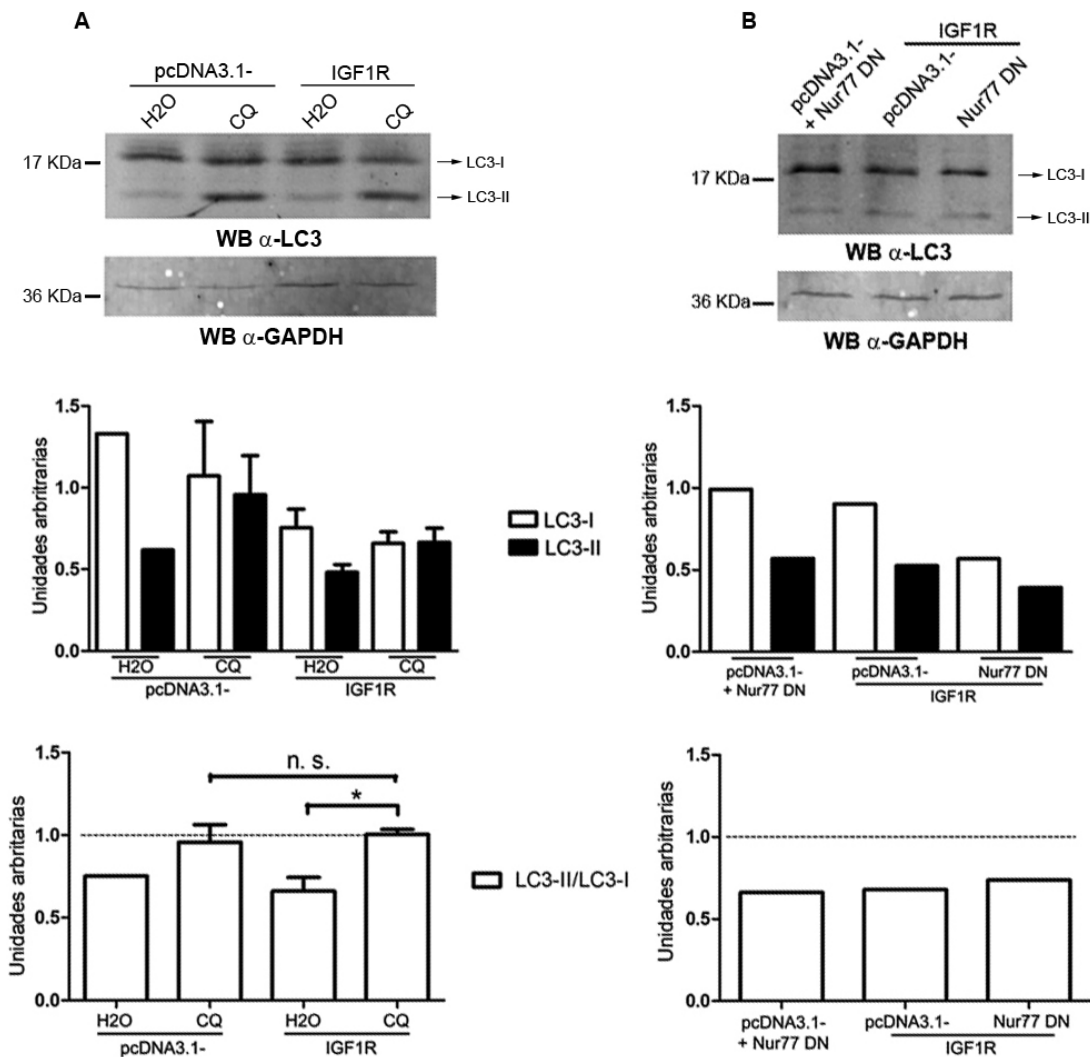 A
pcDNA3.1-
IGF1R
H2O
CQ
H2O
CQ
17 KDa
LC3-I
LC3-II
WB α-LC3
36 KDa
WB α-GAPDH
B
IGF1R
pcDNA3.1-
+ Nur77 DN
pcDNA3.1-
Nur77 DN
17 KDa
LC3-I
LC3-II
WB α-LC3
36 KDa
WB α-GAPDH
Unidades arbritrarias
1.5
1.0
0.5
0.0
H2O
CQ
H2O
CQ
pcDNA3.1-
IGF1R
LC3-I
LC3-II
Unidades arbitrarias
1.5
1.0
0.5
0.0
pcDNA3.1-
+ Nur77 DN
pcDNA3.1-
Nur77 DN
IGF1R
Unidades arbritarias
1.5
1.0
0.5
0.0
n. s.
*
H2O
CQ
H2O
CQ
pcDNA3.1-
IGF1R
LC3-II/LC3-I
Unidades arbitrarias
1.5
1.0
0.5
0.0
pcDNA3.1-
+ Nur77 DN
pcDNA3.1-
Nur77 DN
IGF1R